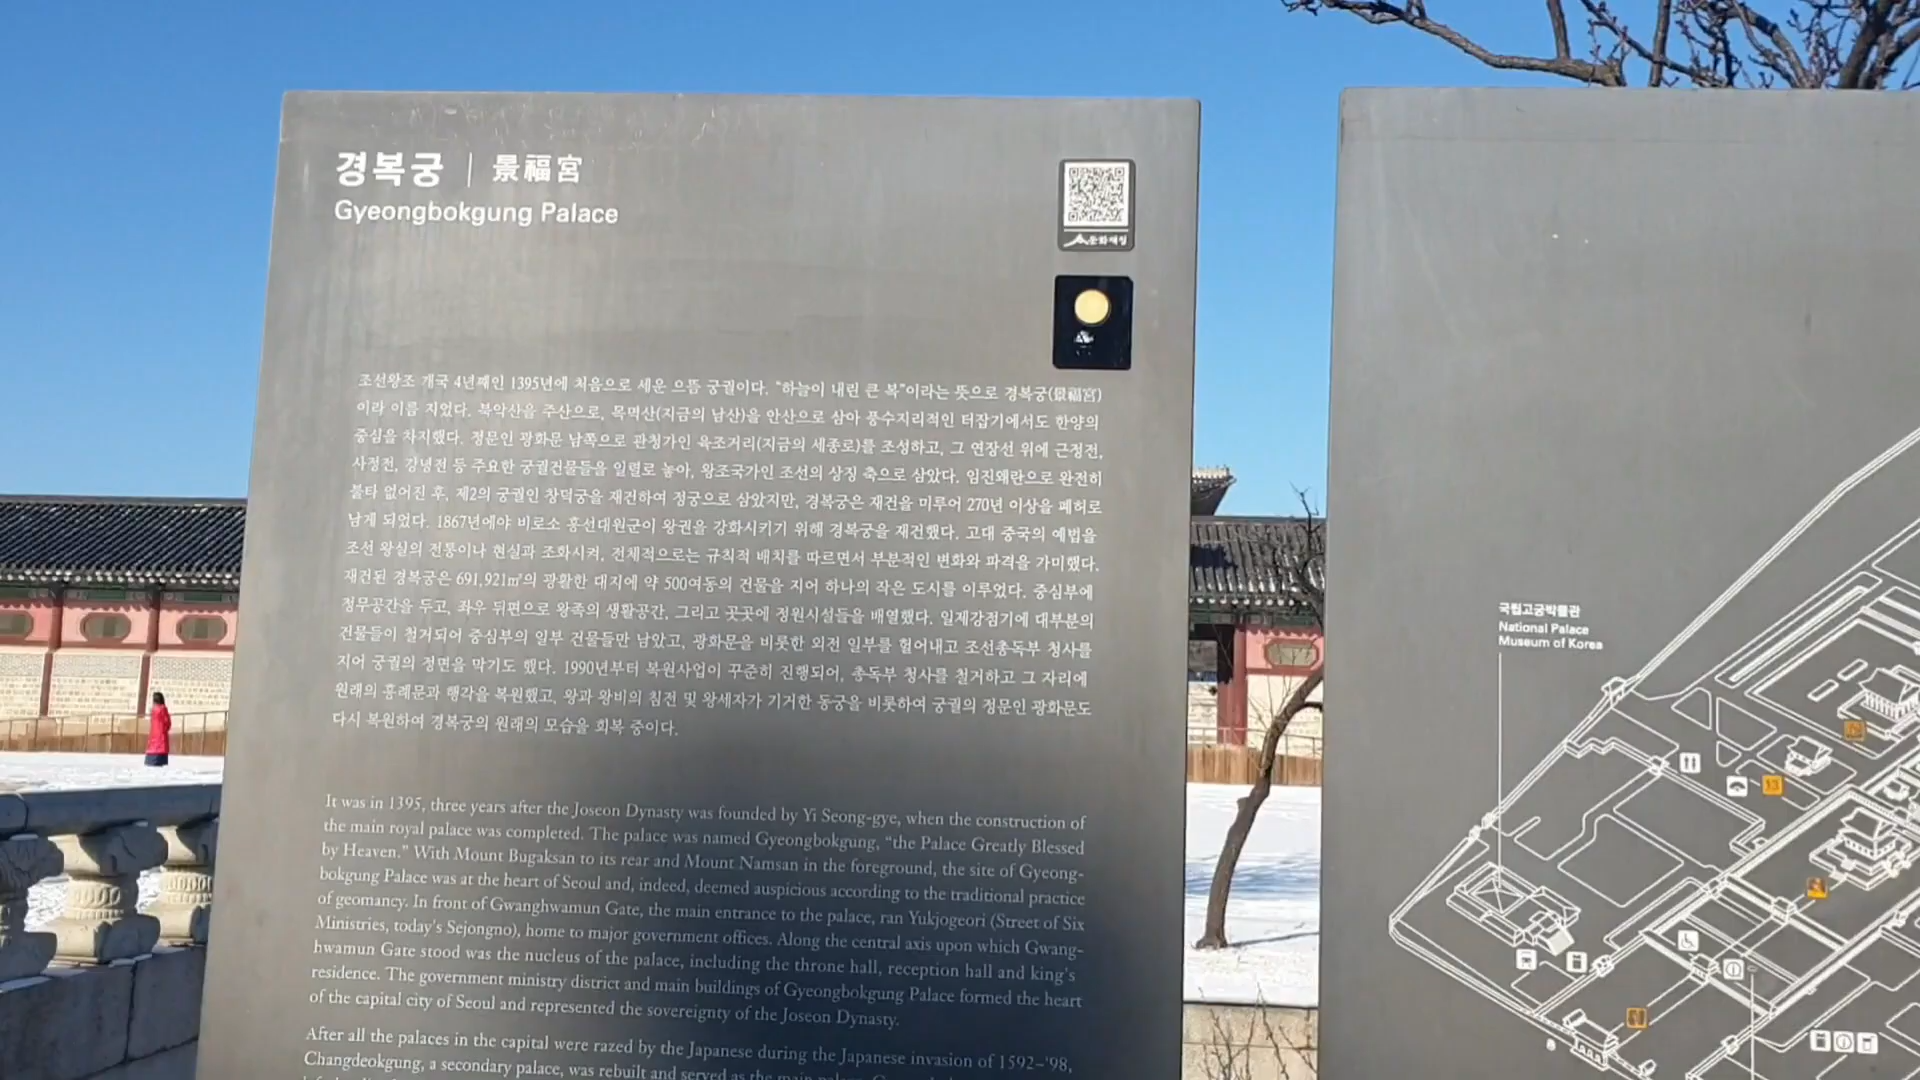 경복궁 | 景福宮
Gyeongbokgung Palace
문화재청
조선왕조 개국 4년째인 1395년에 처음으로 세운 으뜸 궁궐이다. “하늘이 내린 큰 복”이라는 뜻으로 경복궁(景福宮)
이라 이름 지었다. 북악산을 주산으로, 목멱산(지금의 남산)을 안산으로 삼아 풍수지리적인 터잡기에서도 한양의
중심을 차지했다. 정문인 광화문 남쪽으로 관청가인 육조거리(지금의 세종로)를 조성하고, 그 연장선 위에 근정전,
사정전, 강녕전 등 주요한 궁궐건물들을 일렬로 놓아, 왕조국가인 조선의 상징 축으로 삼았다. 임진왜란으로 완전히
불타 없어진 후, 제2의 궁궐인 창덕궁을 재건하여 정궁으로 삼았지만, 경복궁은 재건을 미루어 270년 이상을 폐허로
남게 되었다. 1867년에야 비로소 흥선대원군이 왕권을 강화시키기 위해 경복궁을 재건했다. 고대 중국의 예법을
조선 왕실의 전통이나 현실과 조화시켜, 전체적으로는 규칙적 배치를 따르면서 부분적인 변화와 파격을 가미했다.
재건된 경복궁은 691,921㎡의 광활한 대지에 약 500여동의 건물을 지어 하나의 작은 도시를 이루었다. 중심부에
정무공간을 두고, 좌우 뒤편으로 왕족의 생활공간, 그리고 곳곳에 정원시설들을 배열했다. 일제강점기에 대부분의
건물들이 철거되어 중심부의 일부 건물들만 남았고, 광화문을 비롯한 외전 일부를 헐어내고 조선총독부 청사를
지어 궁궐의 정면을 막기도 했다. 1990년부터 복원사업이 꾸준히 진행되어, 총독부 청사를 철거하고 그 자리에
원래의 흥례문과 행각을 복원했고, 왕과 왕비의 침전 및 왕세자가 기거한 동궁을 비롯하여 궁궐의 정문인 광화문도
다시 복원하여 경복궁의 원래의 모습을 회복 중이다.
It was in 1395, three years after the Joseon Dynasty was founded by Yi Seong-gye, when the construction of
the main royal palace was completed. The palace was named Gyeongbokgung, “the Palace Greatly Blessed
by Heaven.” With Mount Bugaksan to its rear and Mount Namsan in the foreground, the site of Gyeong-
bokgung Palace was at the heart of Seoul and, indeed, deemed auspicious according to the traditional practice
of geomancy. In front of Gwanghwamun Gate, the main entrance to the palace, ran Yukjogeori (Street of Six
Ministries, today's Sejongno), home to major government offices. Along the central axis upon which Gwang-
hwamun Gate stood was the nucleus of the palace, including the throne hall, reception hall and king's
residence. The government ministry district and main buildings of Gyeongbokgung Palace formed the heart
of the capital city of Seoul and represented the sovereignty of the Joseon Dynasty.
After all the palaces in the capital were razed by the Japanese during the Japanese invasion of 1592–'98,
Changdeokgung, a secondary palace, was rebuilt and served as the main palace.
국립고궁박물관
National Palace
Museum of Korea